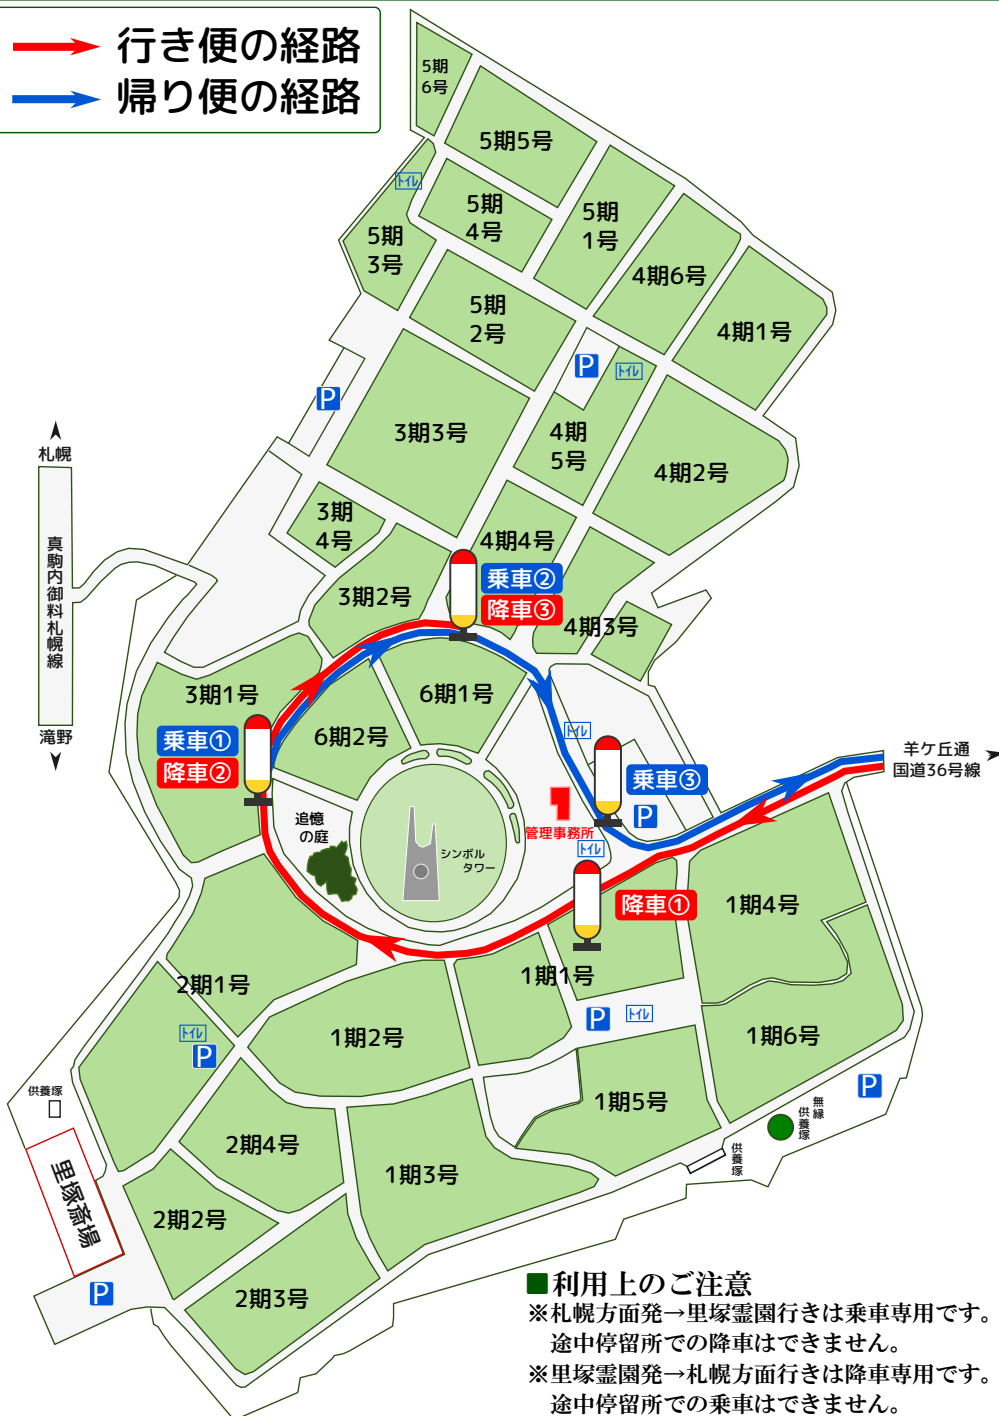 行き便の経路
帰り便の経路
5期
6号
5期5号
トイレ
5期
4号
5期
1号
5期
3号
4期6号
5期
2号
4期1号
P
トイレ
P
3期3号
4期
5号
4期2号
札幌
真駒内御料札幌線
滝野
3期
4号
4期4号
乗車②
降車③
3期2号
4期3号
3期1号
6期1号
6期2号
トイレ
乗車①
降車②
羊ケ丘通
国道36号線
乗車③
P
追憶
の庭
管理事務所
トイレ
シンボル
タワー
降車①
1期4号
2期1号
1期1号
トイレ
P
P
トイレ
1期2号
1期6号
供養塚
P
1期5号
無縁
供養塚
供養塚
2期4号
1期3号
里塚斎場
2期2号
P
2期3号
■利用上のご注意
※札幌方面発→里塚霊園行きは乗車専用です。
途中停留所での降車はできません。
※里塚霊園発→札幌方面行きは降車専用です。
途中停留所での乗車はできません。